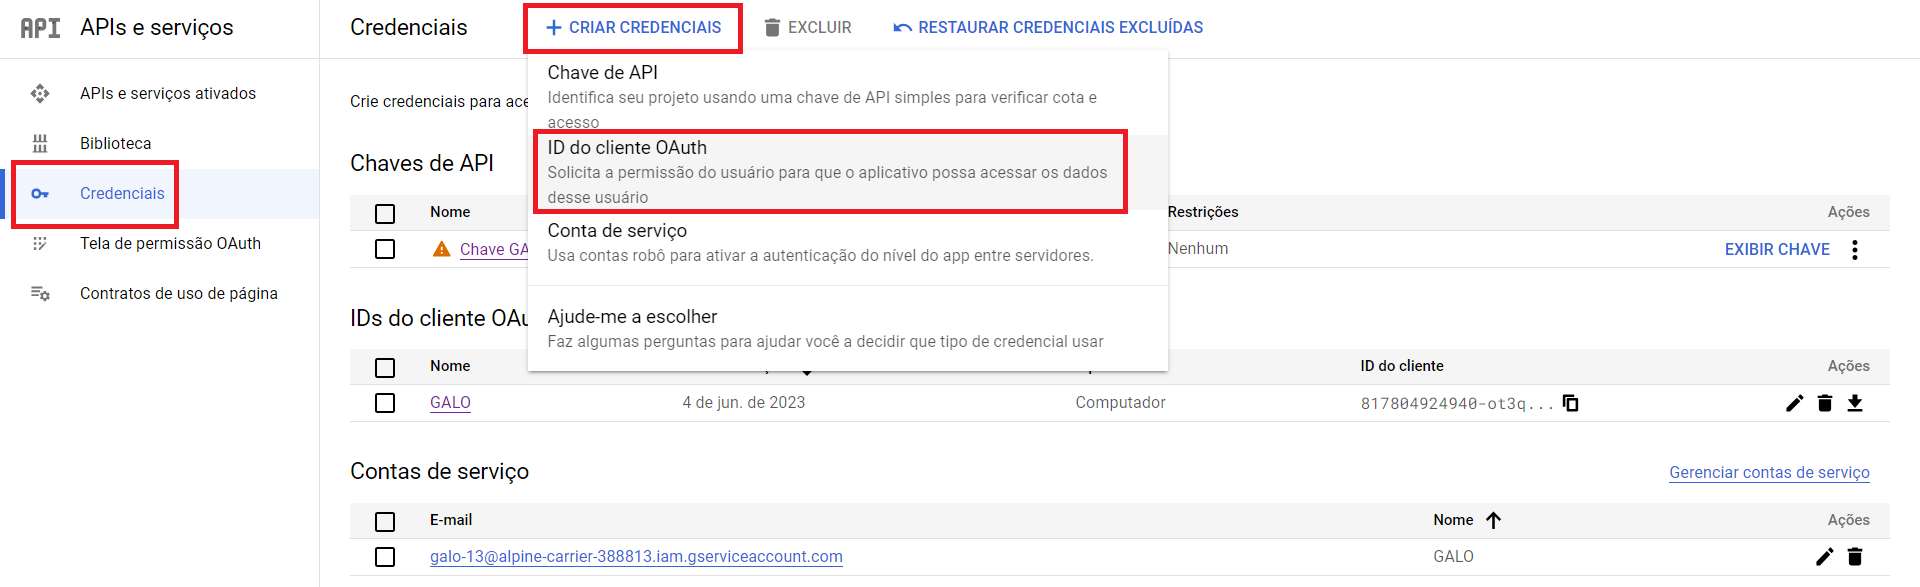 API APIs e serviços
Credenciais
CRIAR CREDENCIAIS
EXCLUIR
RESTAURAR CREDENCIAIS EXCLUÍDAS
APIs e serviços ativados
Biblioteca
Credenciais
Tela de permissão OAuth
Contratos de uso de página
Crie credenciais para
Chave de API
Identifica seu projeto usando uma chave de API simples para verificar cota e
acesso
ID do cliente OAuth
Solicita a permissão do usuário para que o aplicativo possa acessar os dados
desse usuário
Conta de serviço
Usa contas robô para ativar a autenticação do nível do app entre servidores.
Ajude-me a escolher
Faz algumas perguntas para ajudar você a decidir que tipo de credencial usar
Chaves de API
Nome Restrições Ações
Chave Nenhum EXIBIR CHAVE
IDs do cliente
Nome ID do cliente Ações
GALO 4 de jun. de 2023 Computador 817804924940-ot3q...
Contas de serviço Gerenciar contas de serviço
E-mail Nome Ações
galo-13@alpine-carrier-388813.iam.gserviceaccount.com GALO